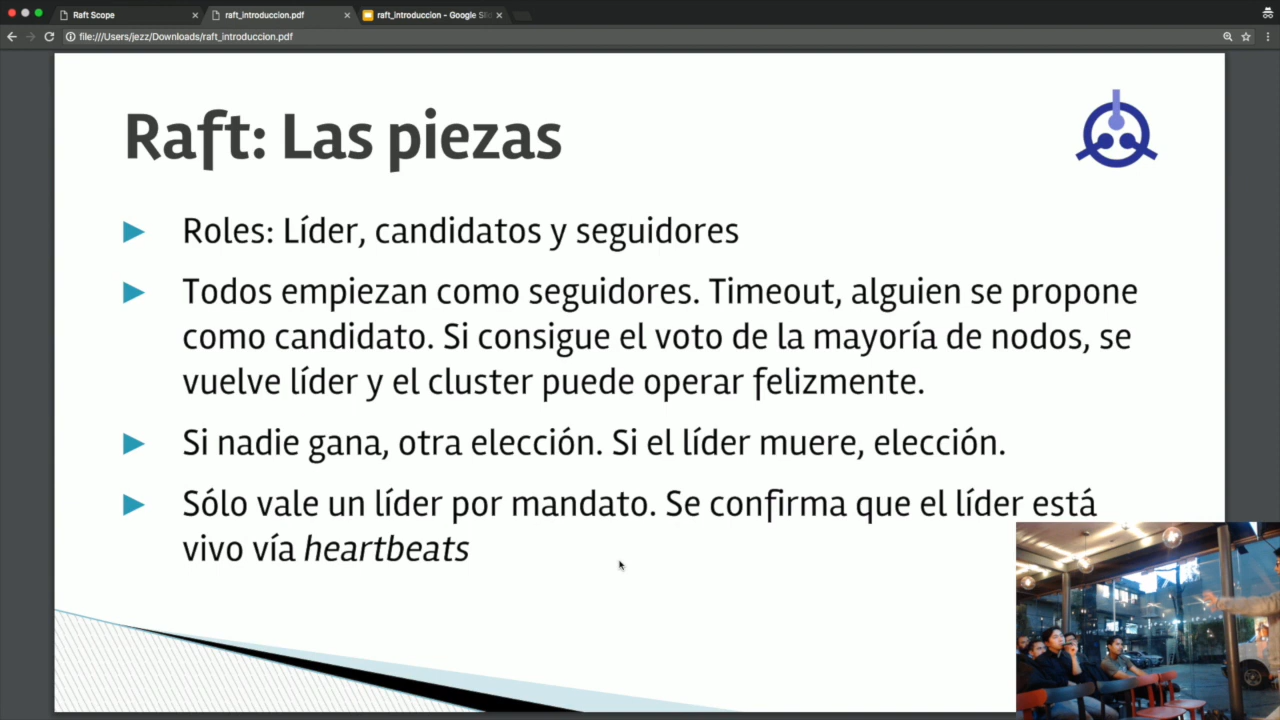 Raft Scope
raft_introduccion.pdf
raft_introduccion - Google Sli
file:///Users/jezz/Downloads/raft_introduccion.pdf
Raft: Las piezas
Roles: Líder, candidatos y seguidores
Todos empiezan como seguidores. Timeout, alguien se propone
como candidato. Si consigue el voto de la mayoría de nodos, se
vuelve líder y el cluster puede operar felizmente.
Si nadie gana, otra elección. Si el líder muere, elección.
Sólo vale un líder por mandato. Se confirma que el líder está
vivo vía heartbeats